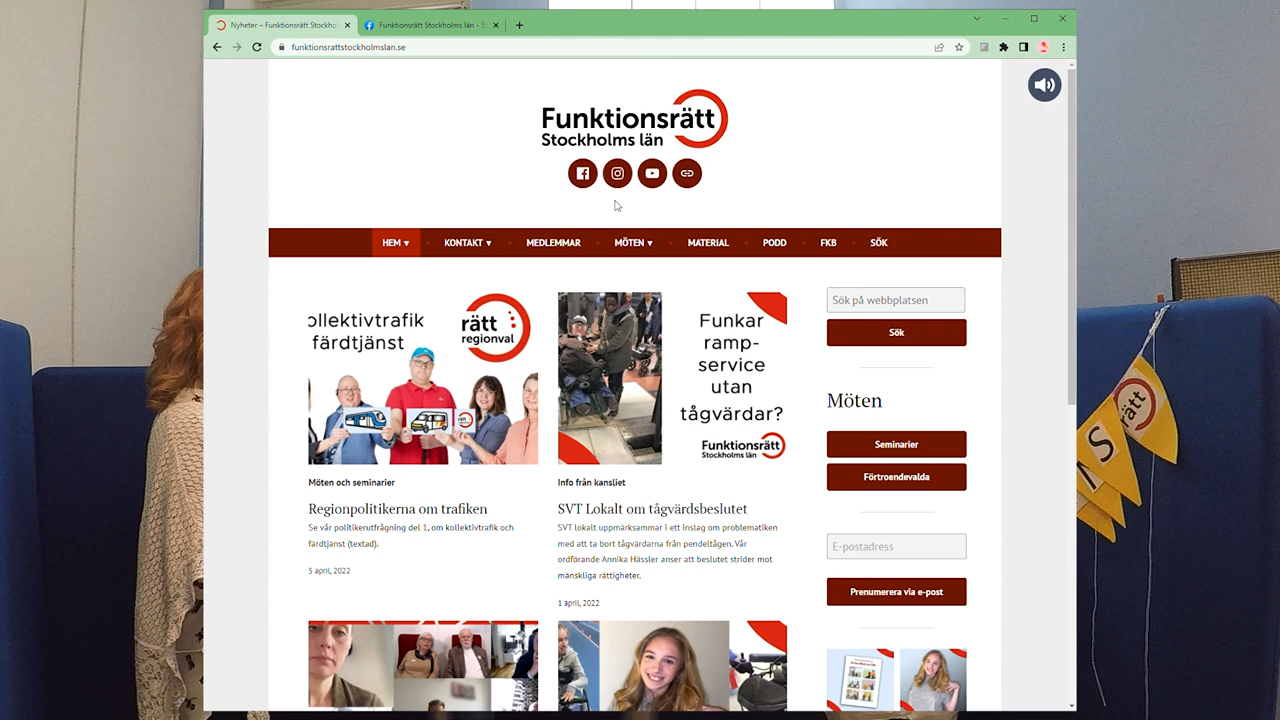 Nyheter – Funktionsrätt Stockhol
Funktionsrätt Stockholms län - S
funktionsrattstockholmslan.se
Funktionsrätt
Stockholms län
HEM ▾
KONTAKT ▾
MEDLEMMAR
MÖTEN ▾
MATERIAL
PODD
FKB
SÖK
ollektivtrafik
färdtjänst
rätt
regionval
Möten och seminarier
Regionpolitikerna om trafiken
Se vår politikerutfrågning del 1, om kollektivtrafik och
färdtjänst (textad).
5 april, 2022
Funkar
ramp-
service
utan
tågvärdar?
Funktionsrätt
Stockholms län
Info från kansliet
SVT Lokalt om tågvärdsbeslutet
SVT lokalt uppmärksammar i ett inslag om problematiken
med att ta bort tågvärdarna från pendeltågen. Vår
ordförande Annika Hässler anser att beslutet strider mot
mänskliga rättigheter.
1 april, 2022
Sök på webbplatsen
Sök
Möten
Seminarier
Förtroendevalda
E-postadress
Prenumerera via e-post
rätt
S
M